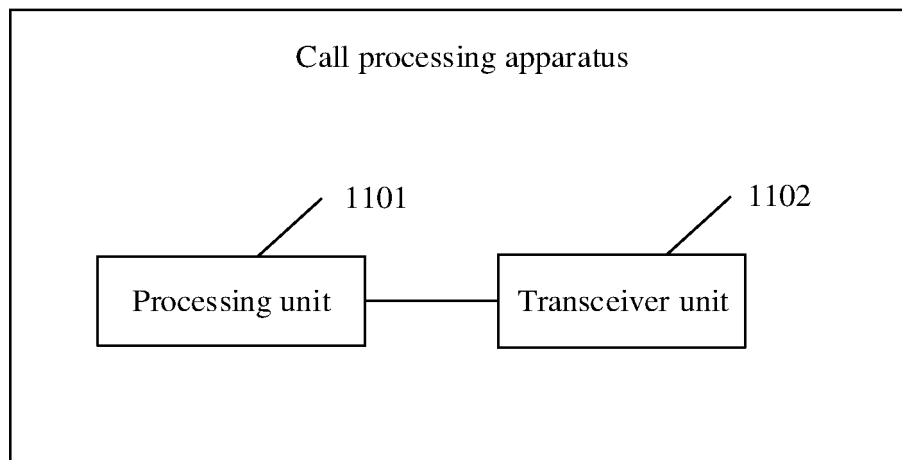 Call processing apparatus
1101
1102
Processing unit
Transceiver unit